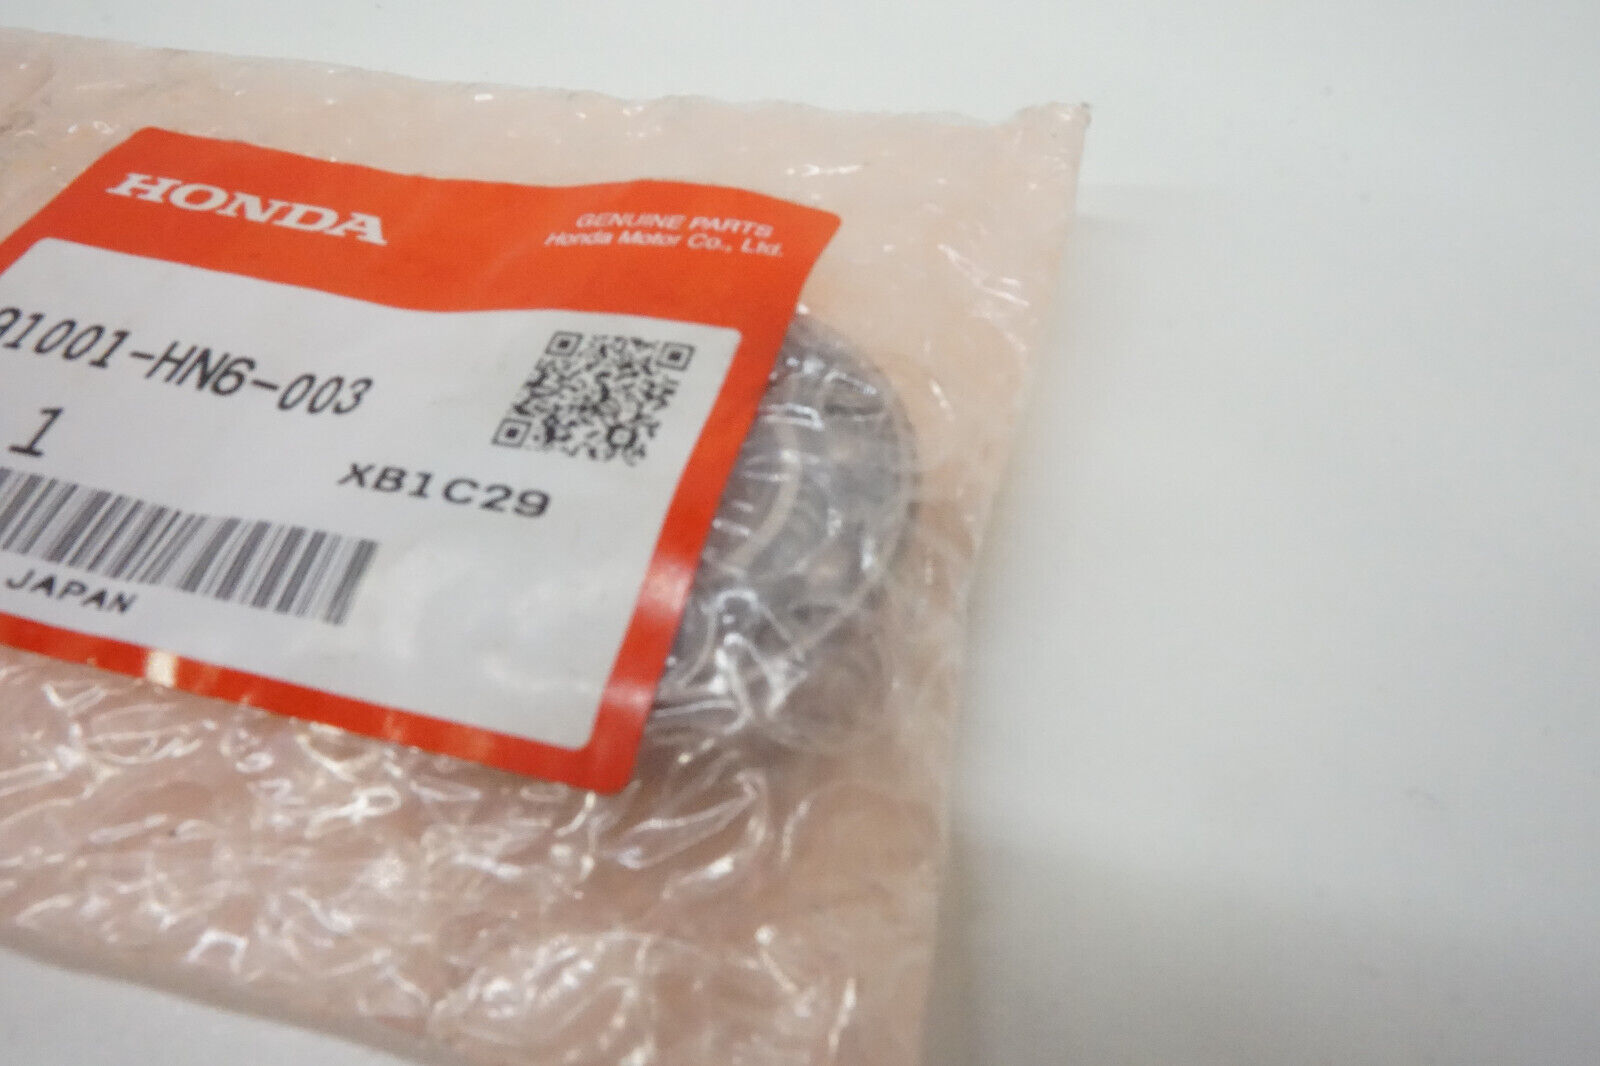 HONDA
GENUINE PARTS
Honda Motor Co., Ltd.
91001-HN6-003
1
XB1C29
JAPAN